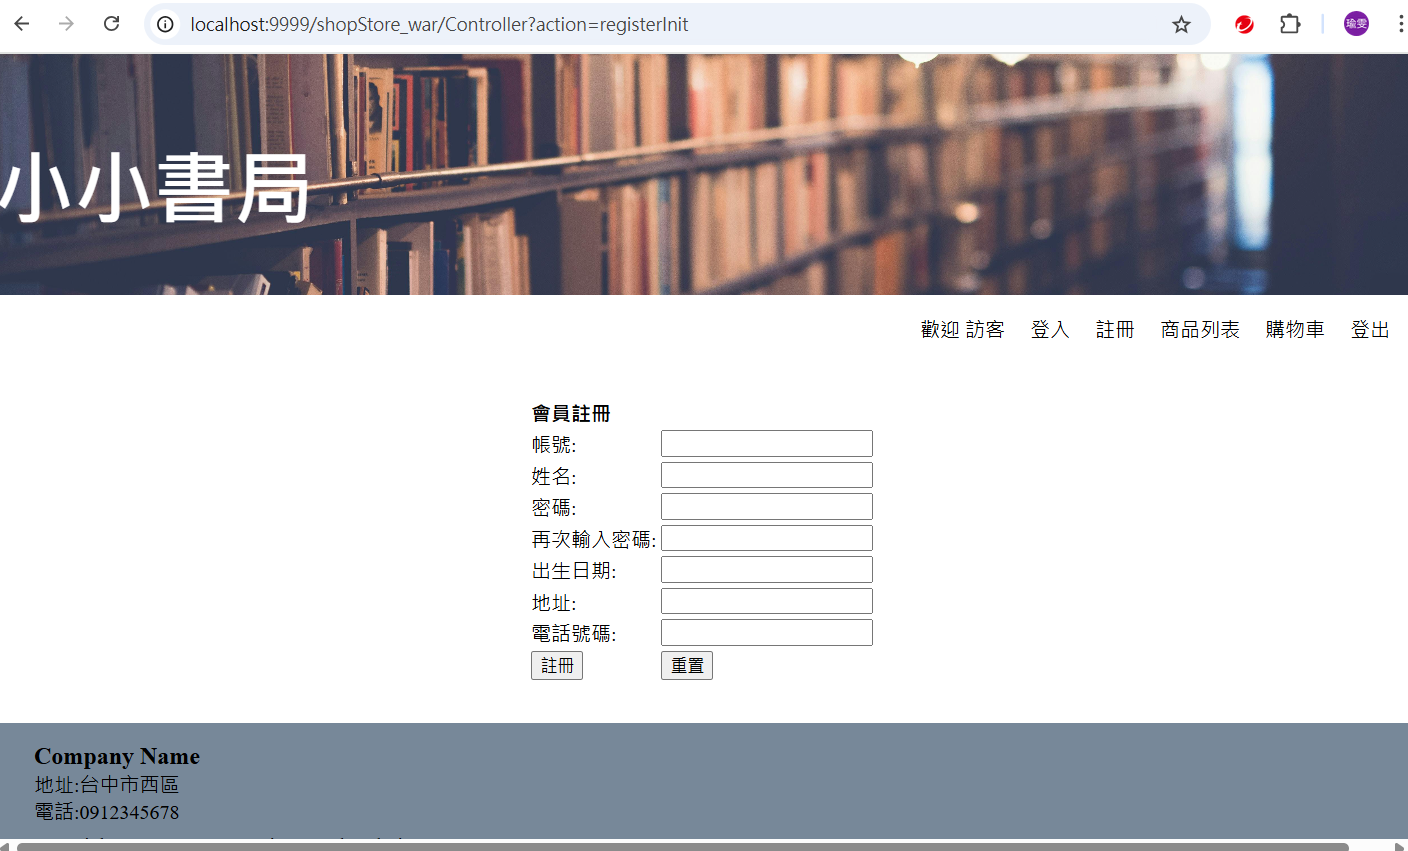 localhost:9999/shopStore_war/Controller?action=registerInit
瑜雯
小小書局
歡迎 訪客 登入 註冊 商品列表 購物車 登出
會員註冊
帳號:
姓名:
密碼:
再次輸入密碼:
出生日期:
地址:
電話號碼:
註冊 重置
Company Name
地址:台中市西區
電話:0912345678